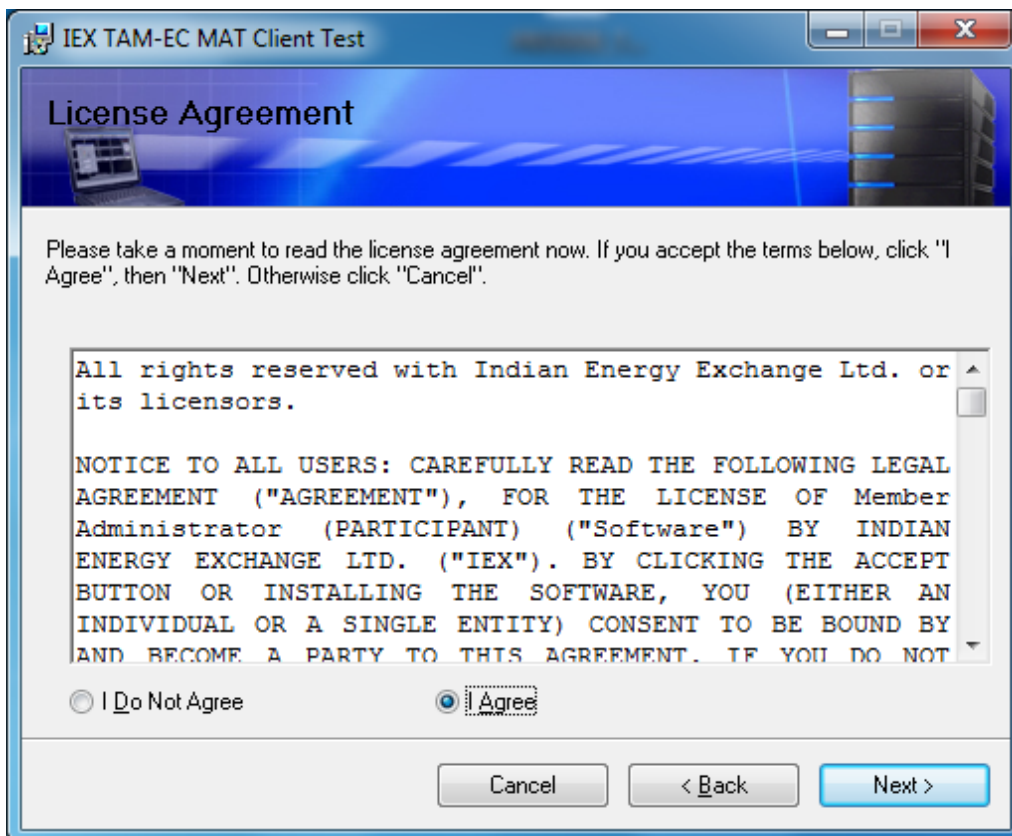 IEX TAM-EC MAT Client Test
License Agreement
Please take a moment to read the license agreement now. If you accept the terms below, click "I
Agree", then "Next". Otherwise click "Cancel".
All rights reserved with Indian Energy Exchange Ltd. or
its licensors.
NOTICE TO ALL USERS: CAREFULLY READ THE FOLLOWING LEGAL
AGREEMENT ("AGREEMENT"), FOR THE LICENSE OF Member
Administrator (PARTICIPANT) ("Software") BY INDIAN
ENERGY EXCHANGE LTD. ("IEX"). BY CLICKING THE ACCEPT
BUTTON OR INSTALLING THE SOFTWARE, YOU (EITHER AN
INDIVIDUAL OR A SINGLE ENTITY) CONSENT TO BE BOUND BY
AND BECOME A PARTY TO THIS AGREEMENT. IF YOU DO NOT
I Do Not Agree
I Agree
Cancel
< Back
Next >